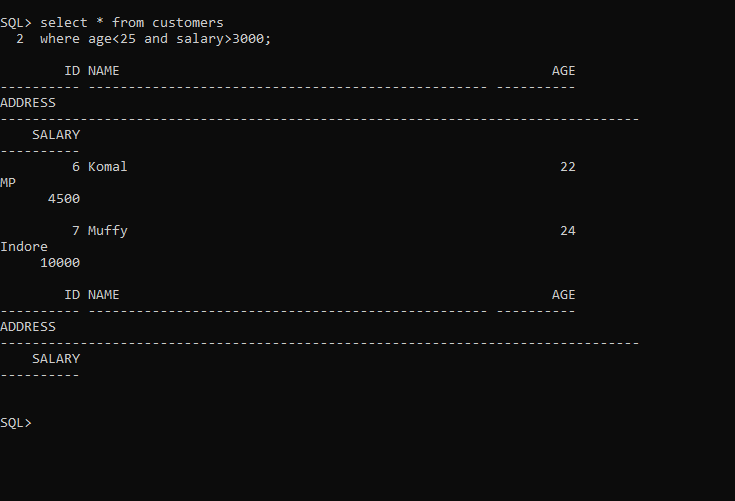 SQL> select * from customers
  2  where age<25 and salary>3000;

        ID NAME                                                      AGE
---------- -------------------------------------------------- ----------
ADDRESS
--------------------------------------------------------------------------------
    SALARY
----------
         6 Komal                                                      22
MP
      4500

         7 Muffy                                                      24
Indore
     10000

        ID NAME                                                      AGE
---------- -------------------------------------------------- ----------
ADDRESS
--------------------------------------------------------------------------------
    SALARY
----------


SQL>